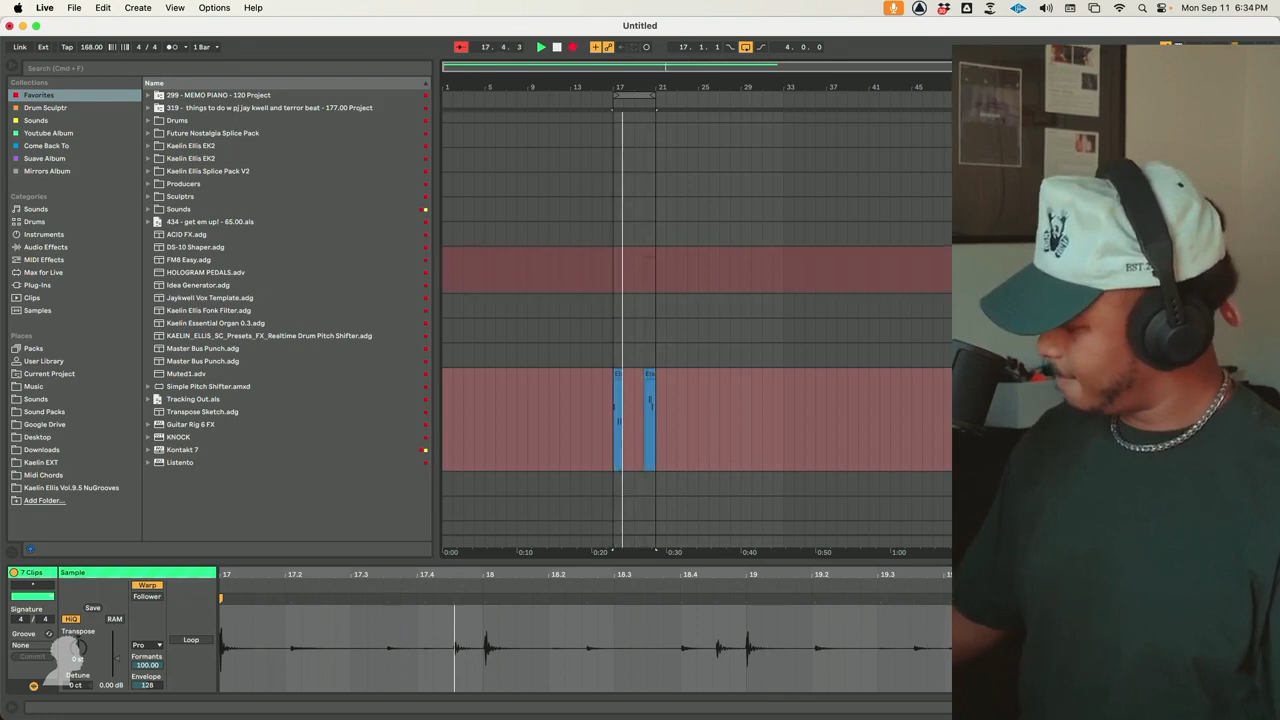 Live File Edit Create View Options Help Mon Sep 11 6:34 PM
Untitled
Link Ext Tap 168.00 4 / 4 1 Bar 17. 4. 3 17. 1. 1 4. 0. 0
Search (Cmd + F)
Collections
Favorites
Drum Sculptr
Sounds
Youtube Album
Come Back To
Suave Album
Mirrors Album
Categories
Sounds
Drums
Instruments
Audio Effects
MIDI Effects
Max for Live
Plug-Ins
Clips
Samples
Places
Packs
User Library
Current Project
Music
Sounds
Sound Packs
Google Drive
Desktop
Downloads
Kaelin EXT
Midi Chords
Kaelin Ellis Vol.9.5 NuGrooves
Add Folder...
Name
299 - MEMO PIANO - 120 Project
319 - things to do w pj jay kwell and terror beat - 177.00 Project
Drums
Future Nostalgia Splice Pack
Kaelin Ellis EK2
Kaelin Ellis EK2
Kaelin Ellis Splice Pack V2
Producers
Sculptrs
Sounds
434 - get em up! - 65.00.als
ACID FX.adg
DS-10 Shaper.adg
FM8 Easy.adg
HOLOGRAM PEDALS.adv
Idea Generator.adg
Jaykwell Vox Template.adg
Kaelin Ellis Fonk Filter.adg
Kaelin Essential Organ 0.3.adg
KAELIN_ELLIS_SC_Presets_FX_Realtime Drum Pitch Shifter.adg
Master Bus Punch.adg
Master Bus Punch.adg
Muted1.adv
Simple Pitch Shifter.amxd
Tracking Out.als
Transpose Sketch.adg
Guitar Rig 6 FX
KNOCK
Kontakt 7
Listento
1 5 9 13 17 21 25 29 33 37 41 45
0:00 0:10 0:20 0:30 0:40 0:50 1:00
EST.2
7 Clips Sample
Signature
4 / 4
Groove
None
Commit
Save
HiQ RAM
Transpose
0 st
Detune
0 ct 0.00 dB
Warp
Follower
Pro
Formants
100.00
Envelope
128
Loop
17 17.2 17.3 17.4 18 18.2 18.3 18.4 19 19.2 19.3